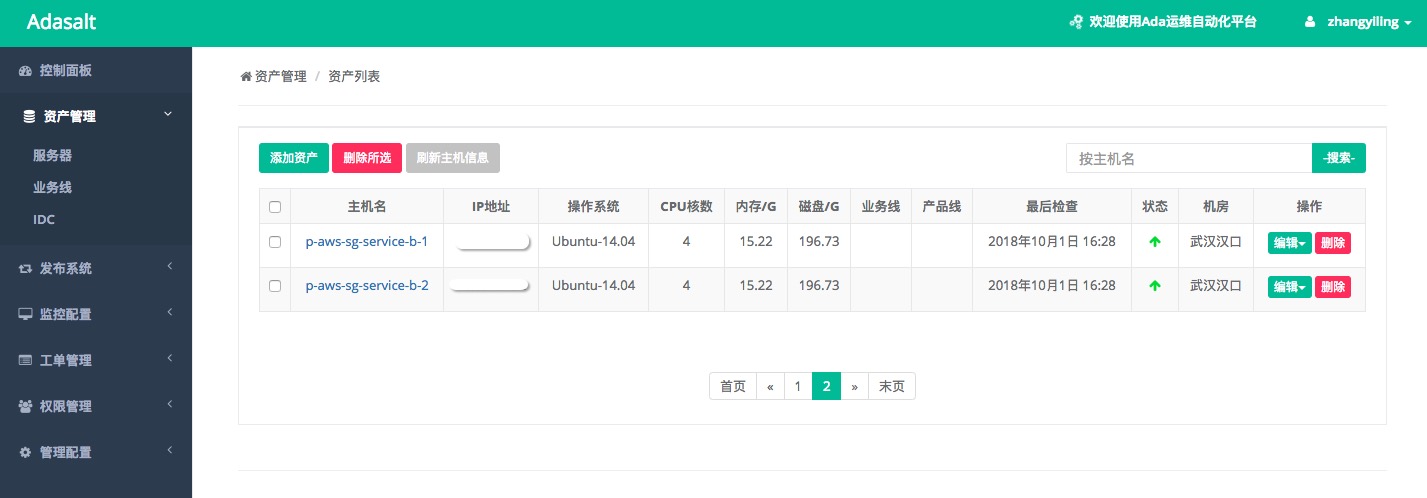 Adasalt
欢迎使用Ada运维自动化平台 zhangyiling
控制面板
资产管理
服务器
业务线
IDC
发布系统
监控配置
工单管理
权限管理
管理配置
资产管理 / 资产列表
添加资产 删除所选 刷新主机信息 按主机名 -搜索-
主机名 IP地址 操作系统 CPU核数 内存/G 磁盘/G 业务线 产品线 最后检查 状态 机房 操作
p-aws-sg-service-b-1 Ubuntu-14.04 4 15.22 196.73 2018年10月1日 16:28 武汉汉口 编辑 删除
p-aws-sg-service-b-2 Ubuntu-14.04 4 15.22 196.73 2018年10月1日 16:28 武汉汉口 编辑 删除
首页 « 1 2 » 末页